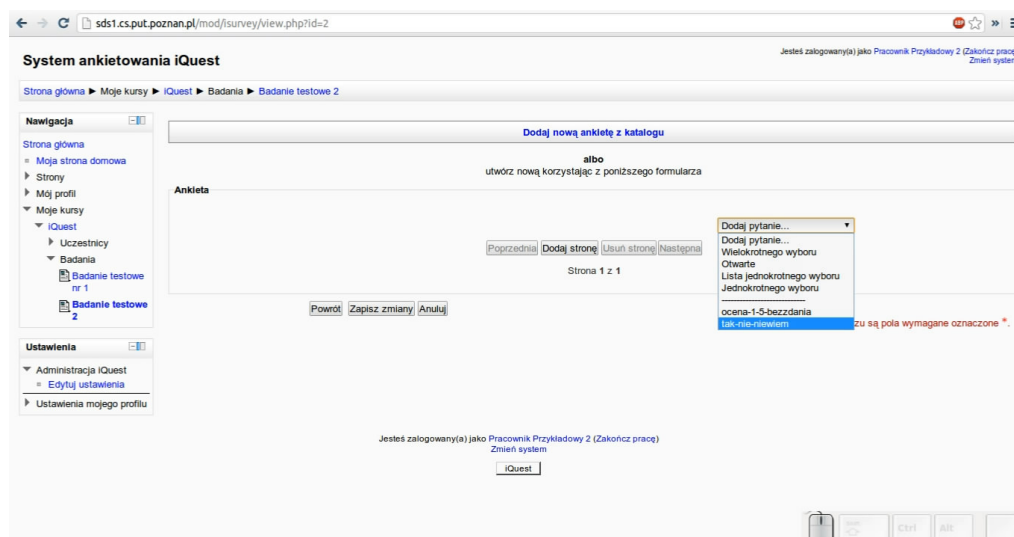 sds1.cs.put.poznan.pl/mod/isurvey/view.php?id=2
System ankietowania iQuest
Jesteś zalogowany(a) jako Pracownik Przykładowy 2 (Zakończ pracę
Zmień system
Strona główna ► Moje kursy ► iQuest ► Badania ► Badanie testowe 2
Nawigacja
Strona główna
Moja strona domowa
Strony
Mój profil
Moje kursy
iQuest
Uczestnicy
Badania
Badanie testowe
nr 1
Badanie testowe
2
Ustawienia
Administracja iQuest
Edytuj ustawienia
Ustawienia mojego profilu
Dodaj nową ankietę z katalogu
albo
utwórz nową korzystając z poniższego formularza
Ankieta
Dodaj pytanie...
Dodaj pytanie...
Wielokrotnego wyboru
Otwarte
Lista jednokrotnego wyboru
Jednokrotnego wyboru
----------------------------
ocena-1-5-bezzdania
tak-nie-niewiem
Poprzednia Dodaj stronę Usuń stronę Następna
Strona 1 z 1
Powrót Zapisz zmiany Anuluj
zu są pola wymagane oznaczone *.
Jesteś zalogowany(a) jako Pracownik Przykładowy 2 (Zakończ pracę)
Zmień system
iQuest
Ctrl Alt